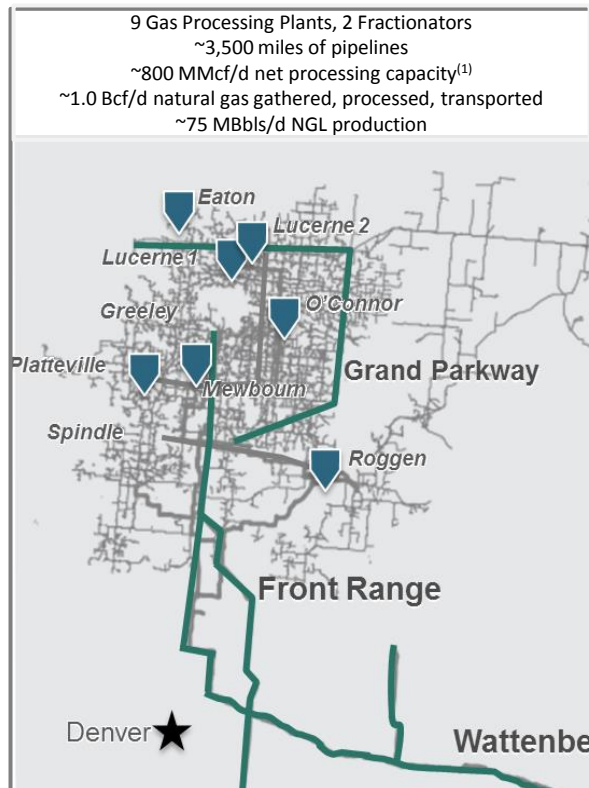 9 Gas Processing Plants, 2 Fractionators
~3,500 miles of pipelines
~800 MMcf/d net processing capacity(1)
~1.0 Bcf/d natural gas gathered, processed, transported
~75 MBbls/d NGL production
Eaton
Lucerne 2
Lucerne 1
Greeley
O'Connor
Platteville
Mewbourn
Grand Parkway
Spindle
Roggen
Front Range
Denver
Wattenbe